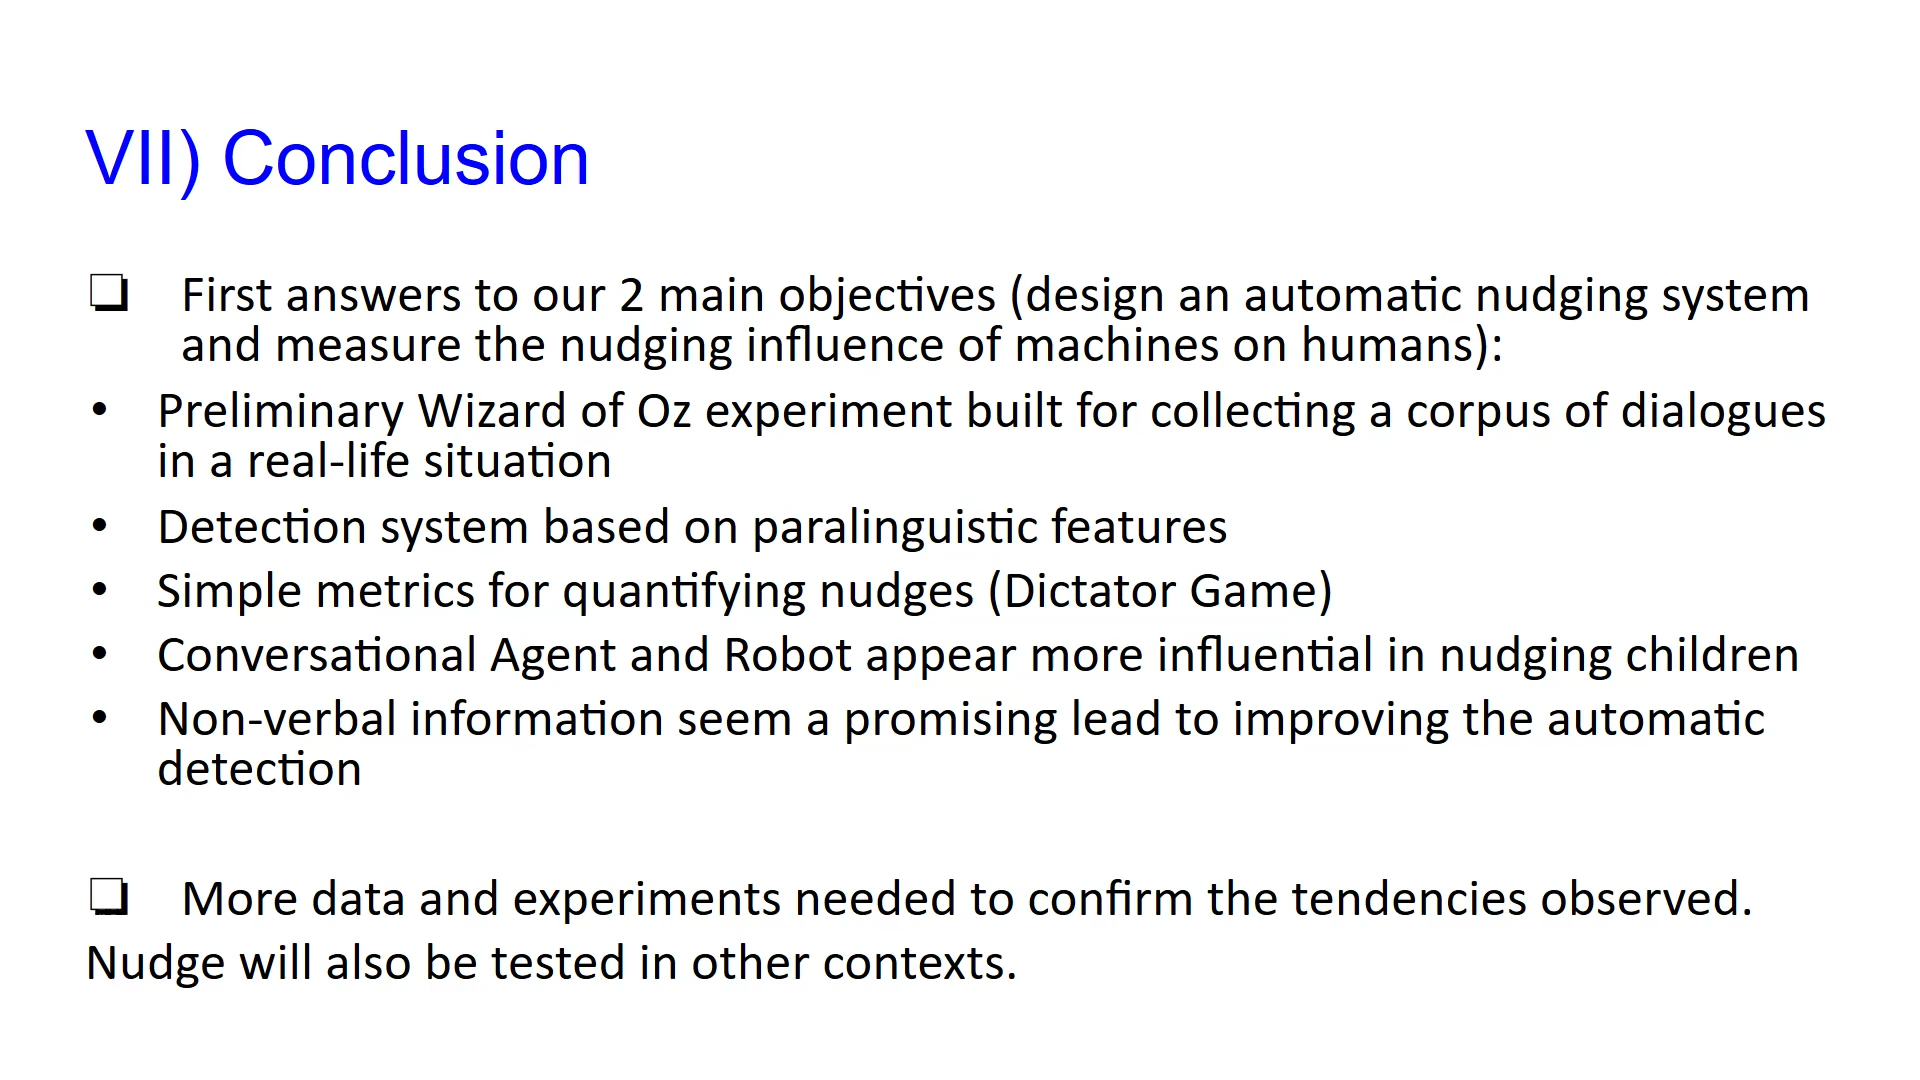 VII) Conclusion
❏ First answers to our 2 main objectives (design an automatic nudging system
and measure the nudging influence of machines on humans):
• Preliminary Wizard of Oz experiment built for collecting a corpus of dialogues
in a real-life situation
• Detection system based on paralinguistic features
• Simple metrics for quantifying nudges (Dictator Game)
• Conversational Agent and Robot appear more influential in nudging children
• Non-verbal information seem a promising lead to improving the automatic
detection
❏ More data and experiments needed to confirm the tendencies observed.
Nudge will also be tested in other contexts.